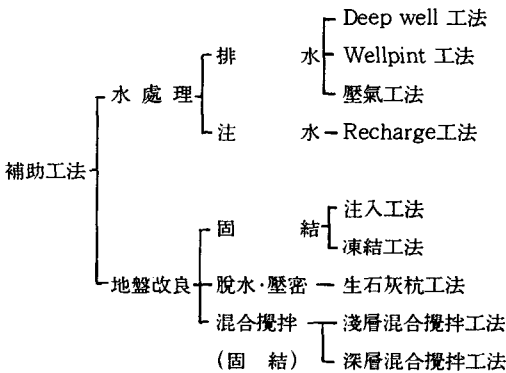 Deep well 工法
排 水 Wellpint 工法
水 處 理 壓氣工法
注 水 Recharge工法
補助工法
固 結 注入工法
凍結工法
地盤改良 脫水·壓密 生石灰杭工法
混合攪拌 淺層混合攪拌工法
(固 結) 深層混合攪拌工法